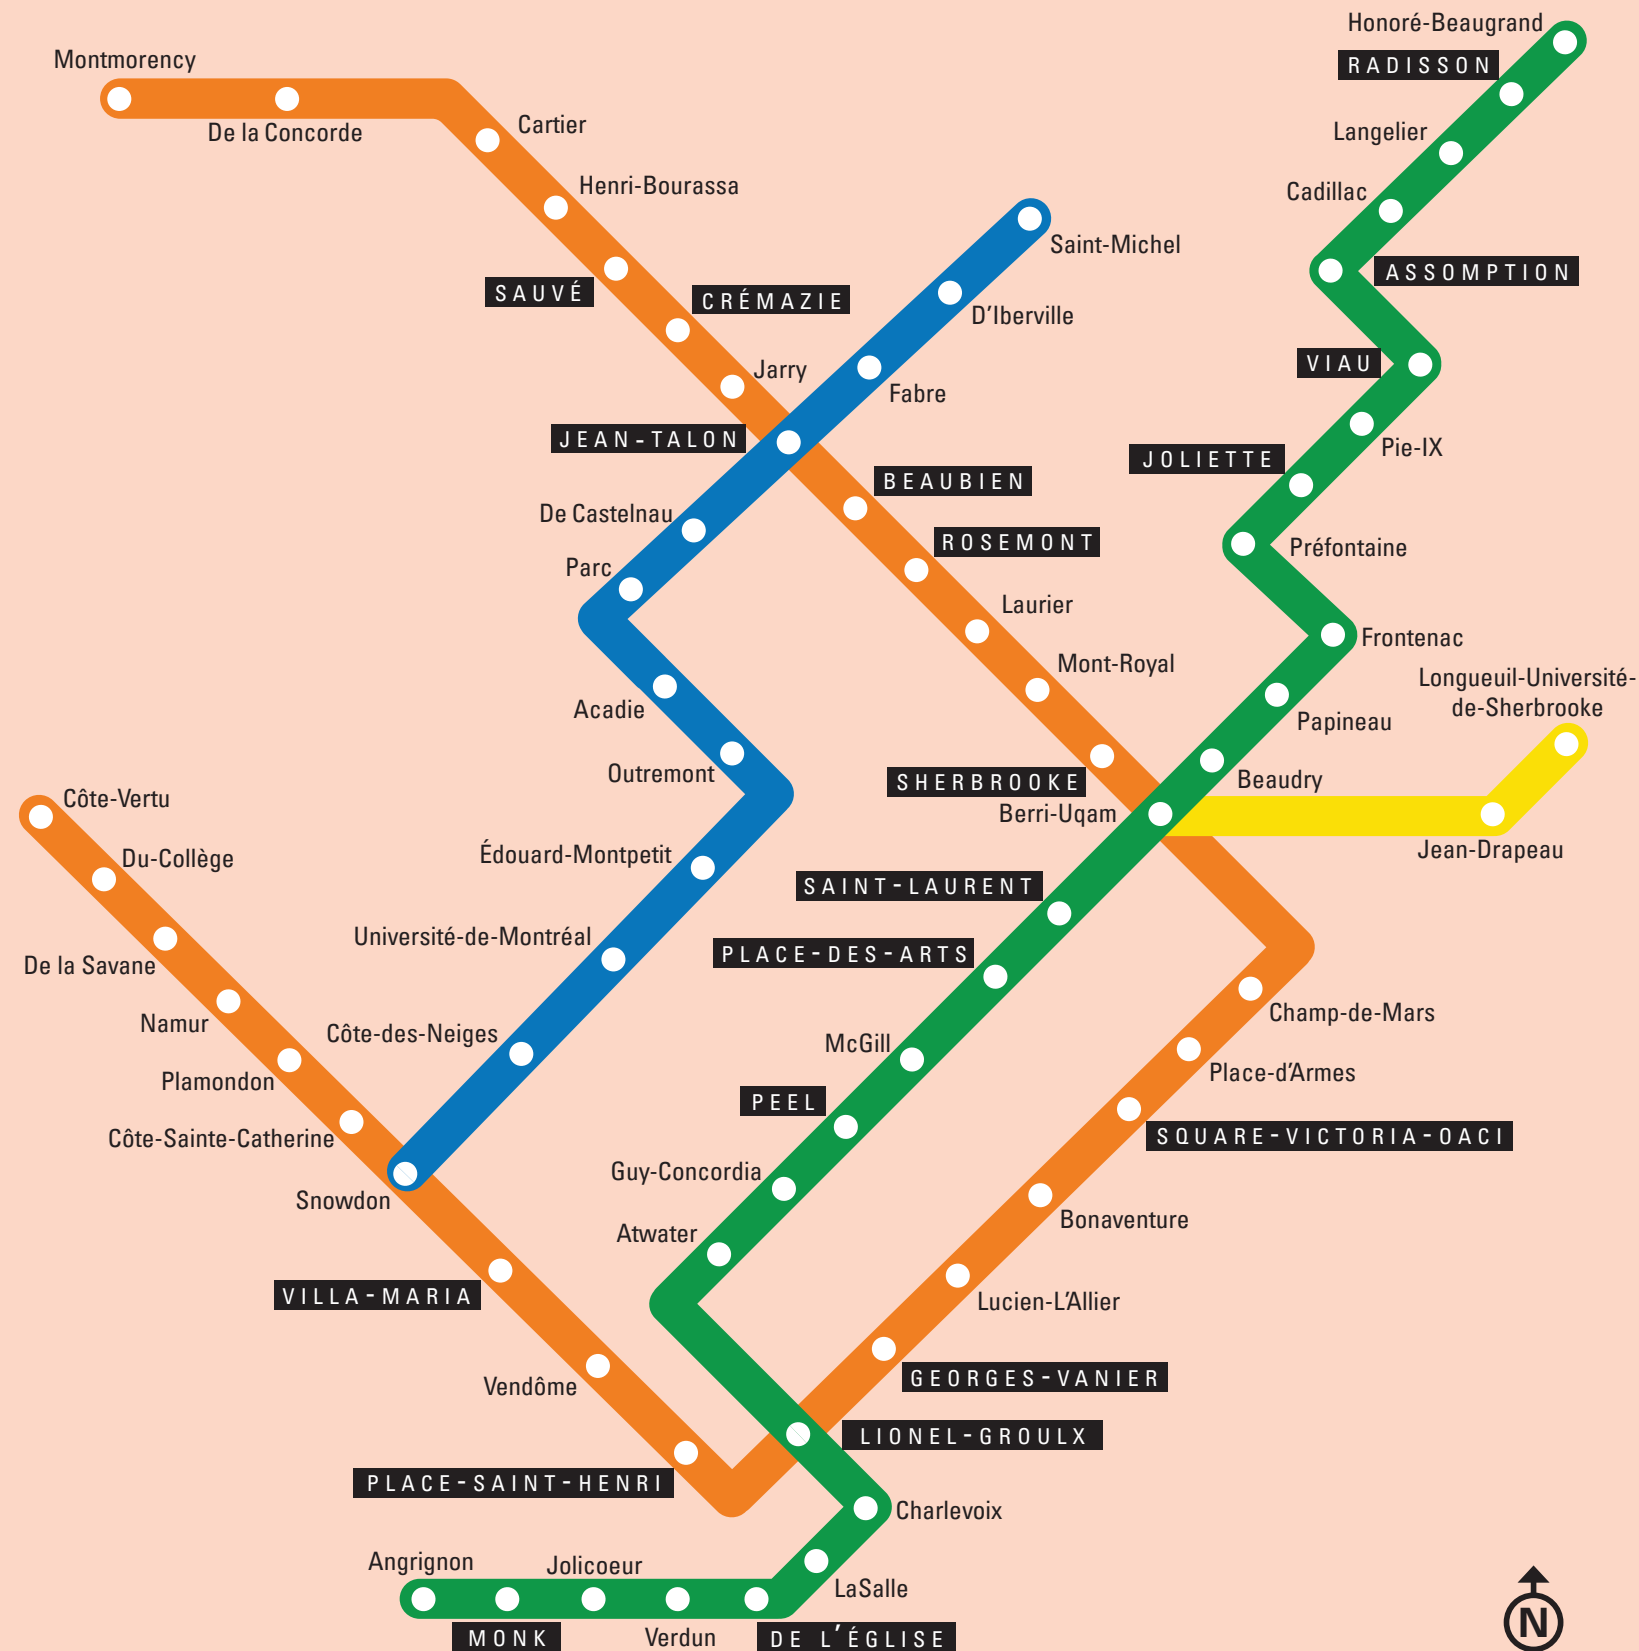 Honoré-Beaugrand
Montmorency
RADISSON
Cartier
De la Concorde
Langelier
Henri-Bourassa
Cadillac
Saint-Michel
ASSOMPTION
SAUVÉ
CRÉMAZIE
D'Iberville
VIAU
Jarry
Fabre
JEAN-TALON
Pie-IX
JOLIETTE
BEAUBIEN
De Castelnau
ROSEMONT
Préfontaine
Parc
Laurier
Frontenac
Mont-Royal
Longueuil-Université-
de-Sherbrooke
Acadie
Papineau
Outremont
SHERBROOKE
Beaudry
Côte-Vertu
Berri-Uqam
Jean-Drapeau
Du-Collège
Édouard-Montpetit
SAINT-LAURENT
Université-de-Montréal
PLACE-DES-ARTS
De la Savane
Champ-de-Mars
Namur
Côte-des-Neiges
McGill
Place-d'Armes
Plamondon
PEEL
Côte-Sainte-Catherine
SQUARE-VICTORIA-OACI
Guy-Concordia
Snowdon
Bonaventure
Atwater
VILLA-MARIA
Lucien-L'Allier
GEORGES-VANIER
Vendôme
LIONEL-GROULX
PLACE-SAINT-HENRI
Charlevoix
Angrignon
Jolicoeur
LaSalle
MONK
Verdun
DE L'ÉGLISE
N